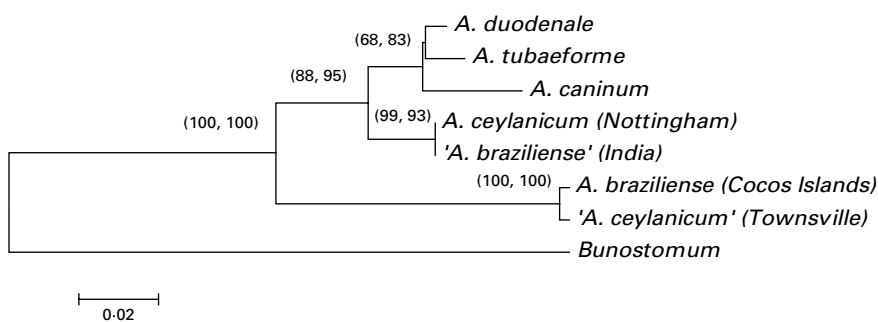 A. duodenale
(68, 83)
A. tubaeforme
(88, 95)
A. caninum
(99, 93)
A. ceylanicum (Nottingham)
(100, 100)
'A. braziliense' (India)
(100, 100)
A. braziliense (Cocos Islands)
'A. ceylanicum' (Townsville)
Bunostomum
0·02